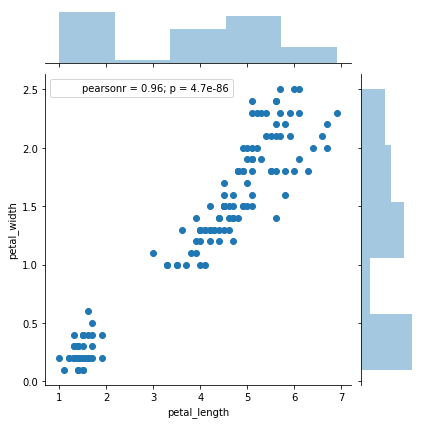 pearsonr = 0.96; p = 4.7e-86
2.5
2.0
1.5
1.0
0.5
0.0
petal_width
1 2 3 4 5 6 7
petal_length